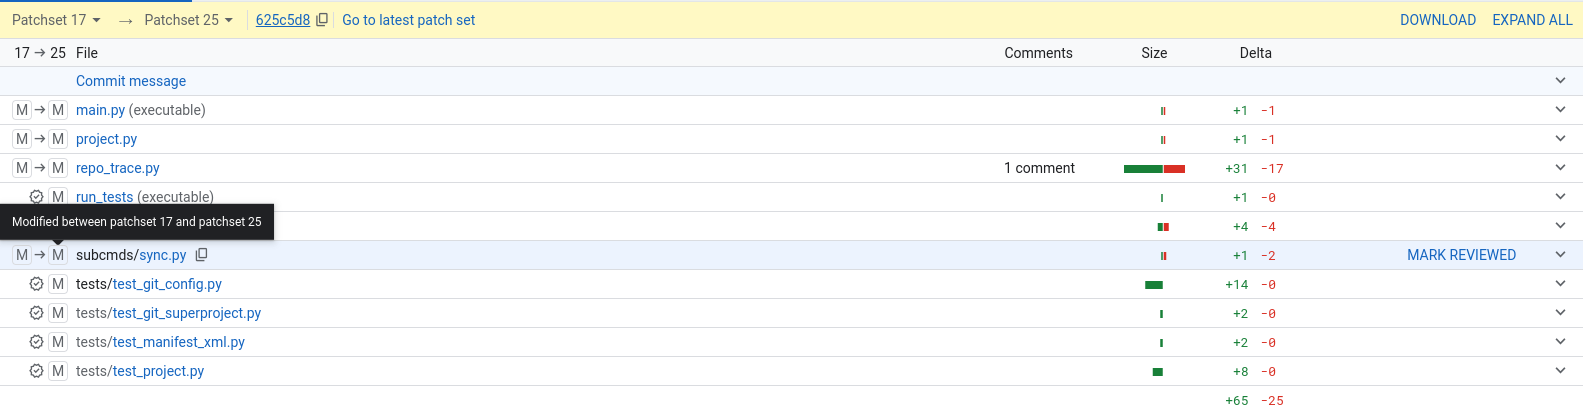 Patchset 17 → Patchset 25 625c5d8 Go to latest patch set DOWNLOAD EXPAND ALL
17 → 25 File Comments Size Delta
Commit message
M → M main.py (executable) +1 -1
M → M project.py +1 -1
M → M repo_trace.py 1 comment +31 -17
M run_tests (executable) +1 -0
Modified between patchset 17 and patchset 25 +4 -4
M → M subcmds/sync.py +1 -2 MARK REVIEWED
M tests/test_git_config.py +14 -0
M tests/test_git_superproject.py +2 -0
M tests/test_manifest_xml.py +2 -0
M tests/test_project.py +8 -0
+65 -25